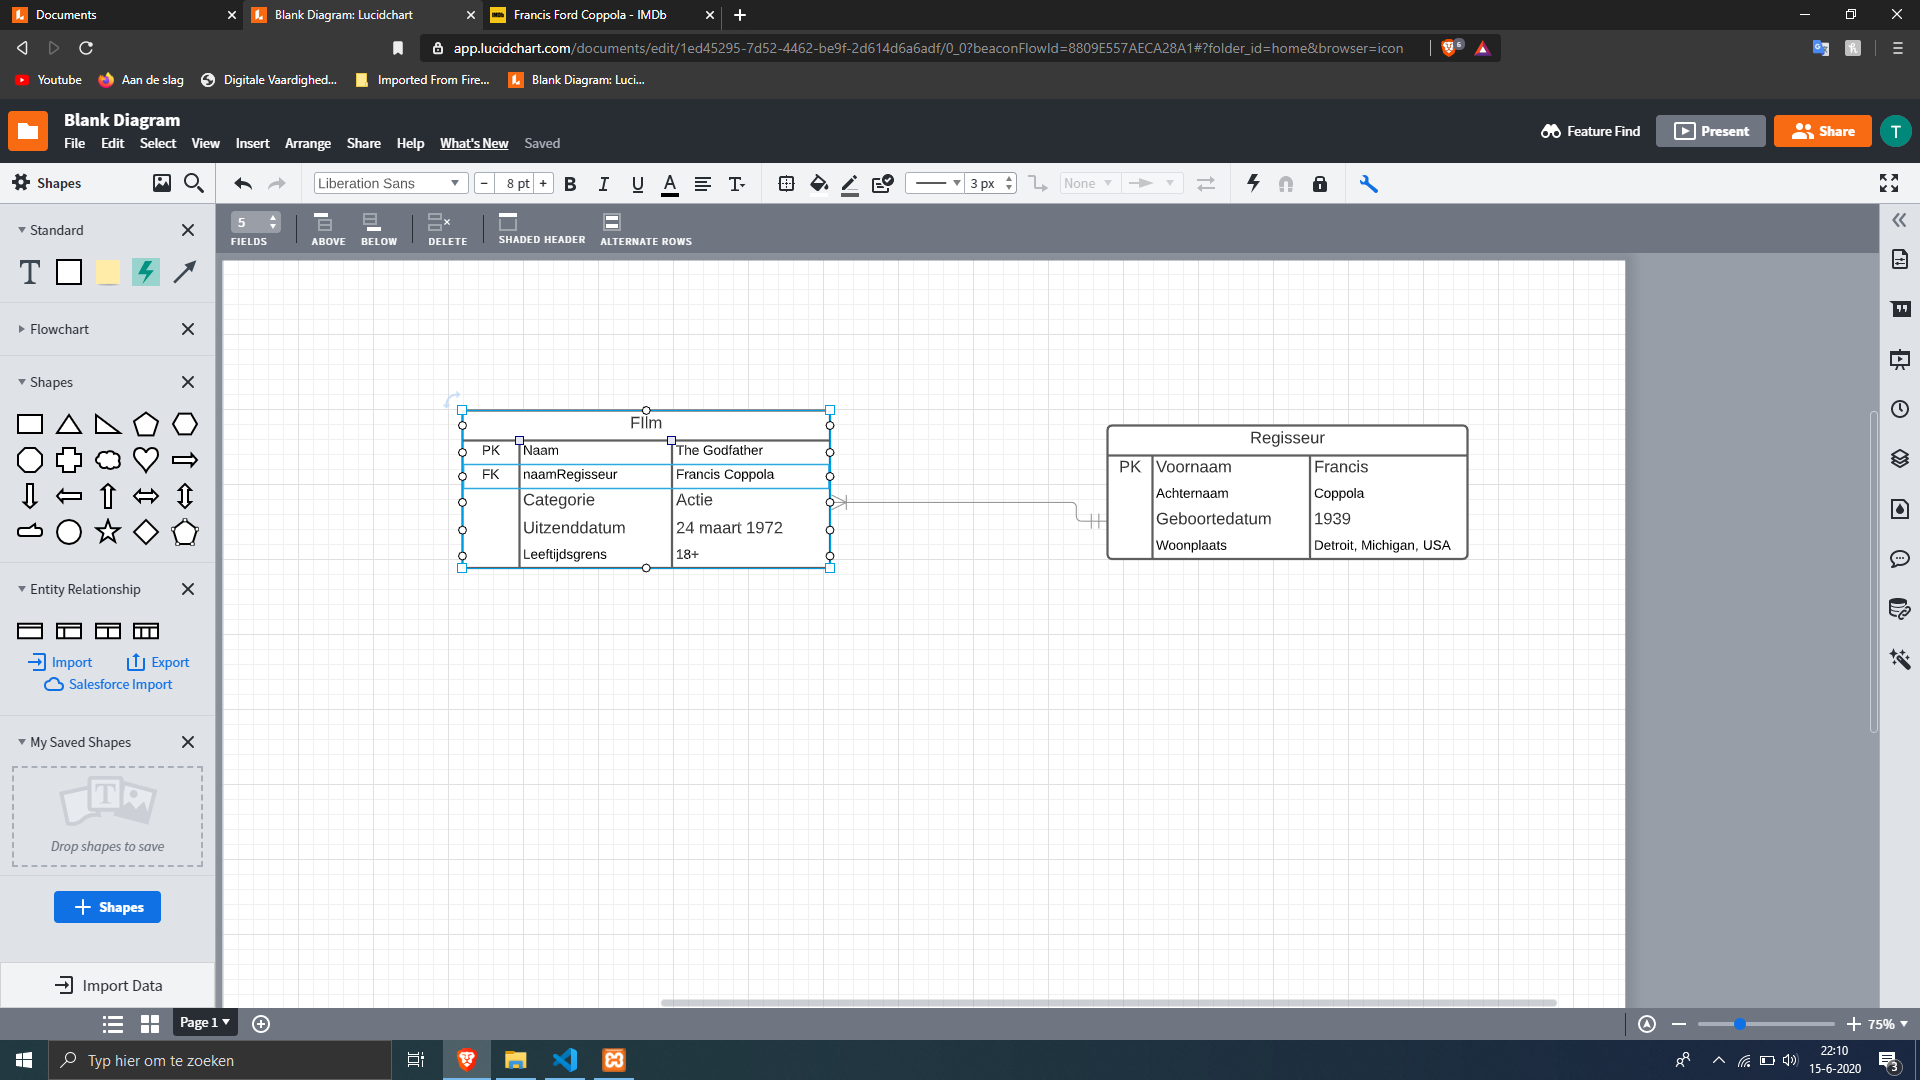 Documents
Blank Diagram: Lucidchart
Francis Ford Coppola - IMDb
app.lucidchart.com/documents/edit/1ed45295-7d52-4462-be9f-2d614d6a6adf/0_0?beaconFlowId=8809E557AECA28A1#?folder_id=home&browser=icon
6
Youtube
Aan de slag
Digitale Vaardighed...
Imported From Fire...
Blank Diagram: Luci...
Blank Diagram
File Edit Select View Insert Arrange Share Help What's New Saved
Feature Find
Present
Share
T
Shapes
Liberation Sans
- 8 pt +
B I U A T
3 px
None
5
FIELDS
ABOVE
BELOW
DELETE
SHADED HEADER
ALTERNATE ROWS
Standard
T
Flowchart
Shapes
Entity Relationship
Import
Export
Salesforce Import
My Saved Shapes
T
Drop shapes to save
+ Shapes
Import Data
FIlm
PK Naam The Godfather
FK naamRegisseur Francis Coppola
Categorie Actie
Uitzenddatum 24 maart 1972
Leeftijdsgrens 18+
Regisseur
PK Voornaam Francis
Achternaam Coppola
Geboortedatum 1939
Woonplaats Detroit, Michigan, USA
Page 1
75%
Typ hier om te zoeken
22:10
15-6-2020
3